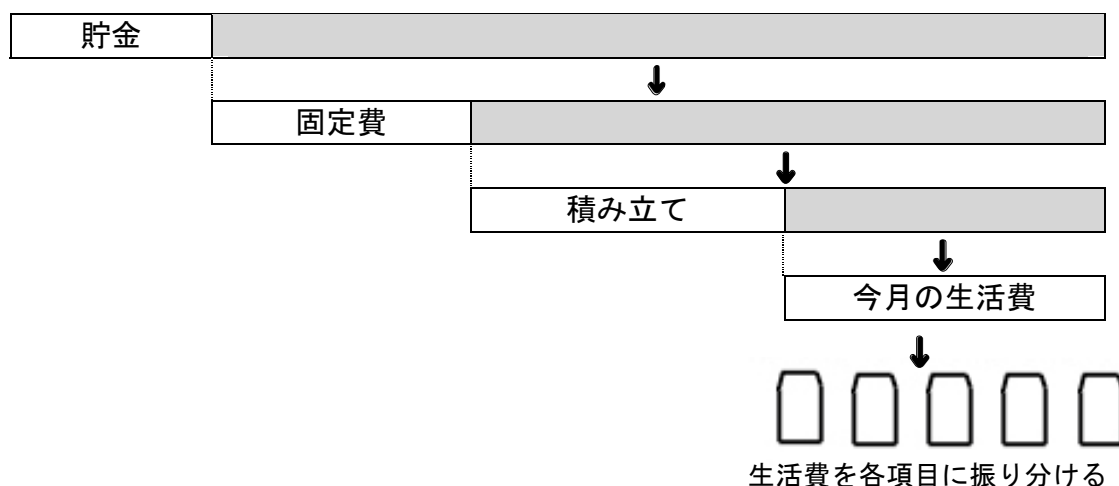 貯金
固定費
積み立て
今月の生活費
生活費を各項目に振り分ける